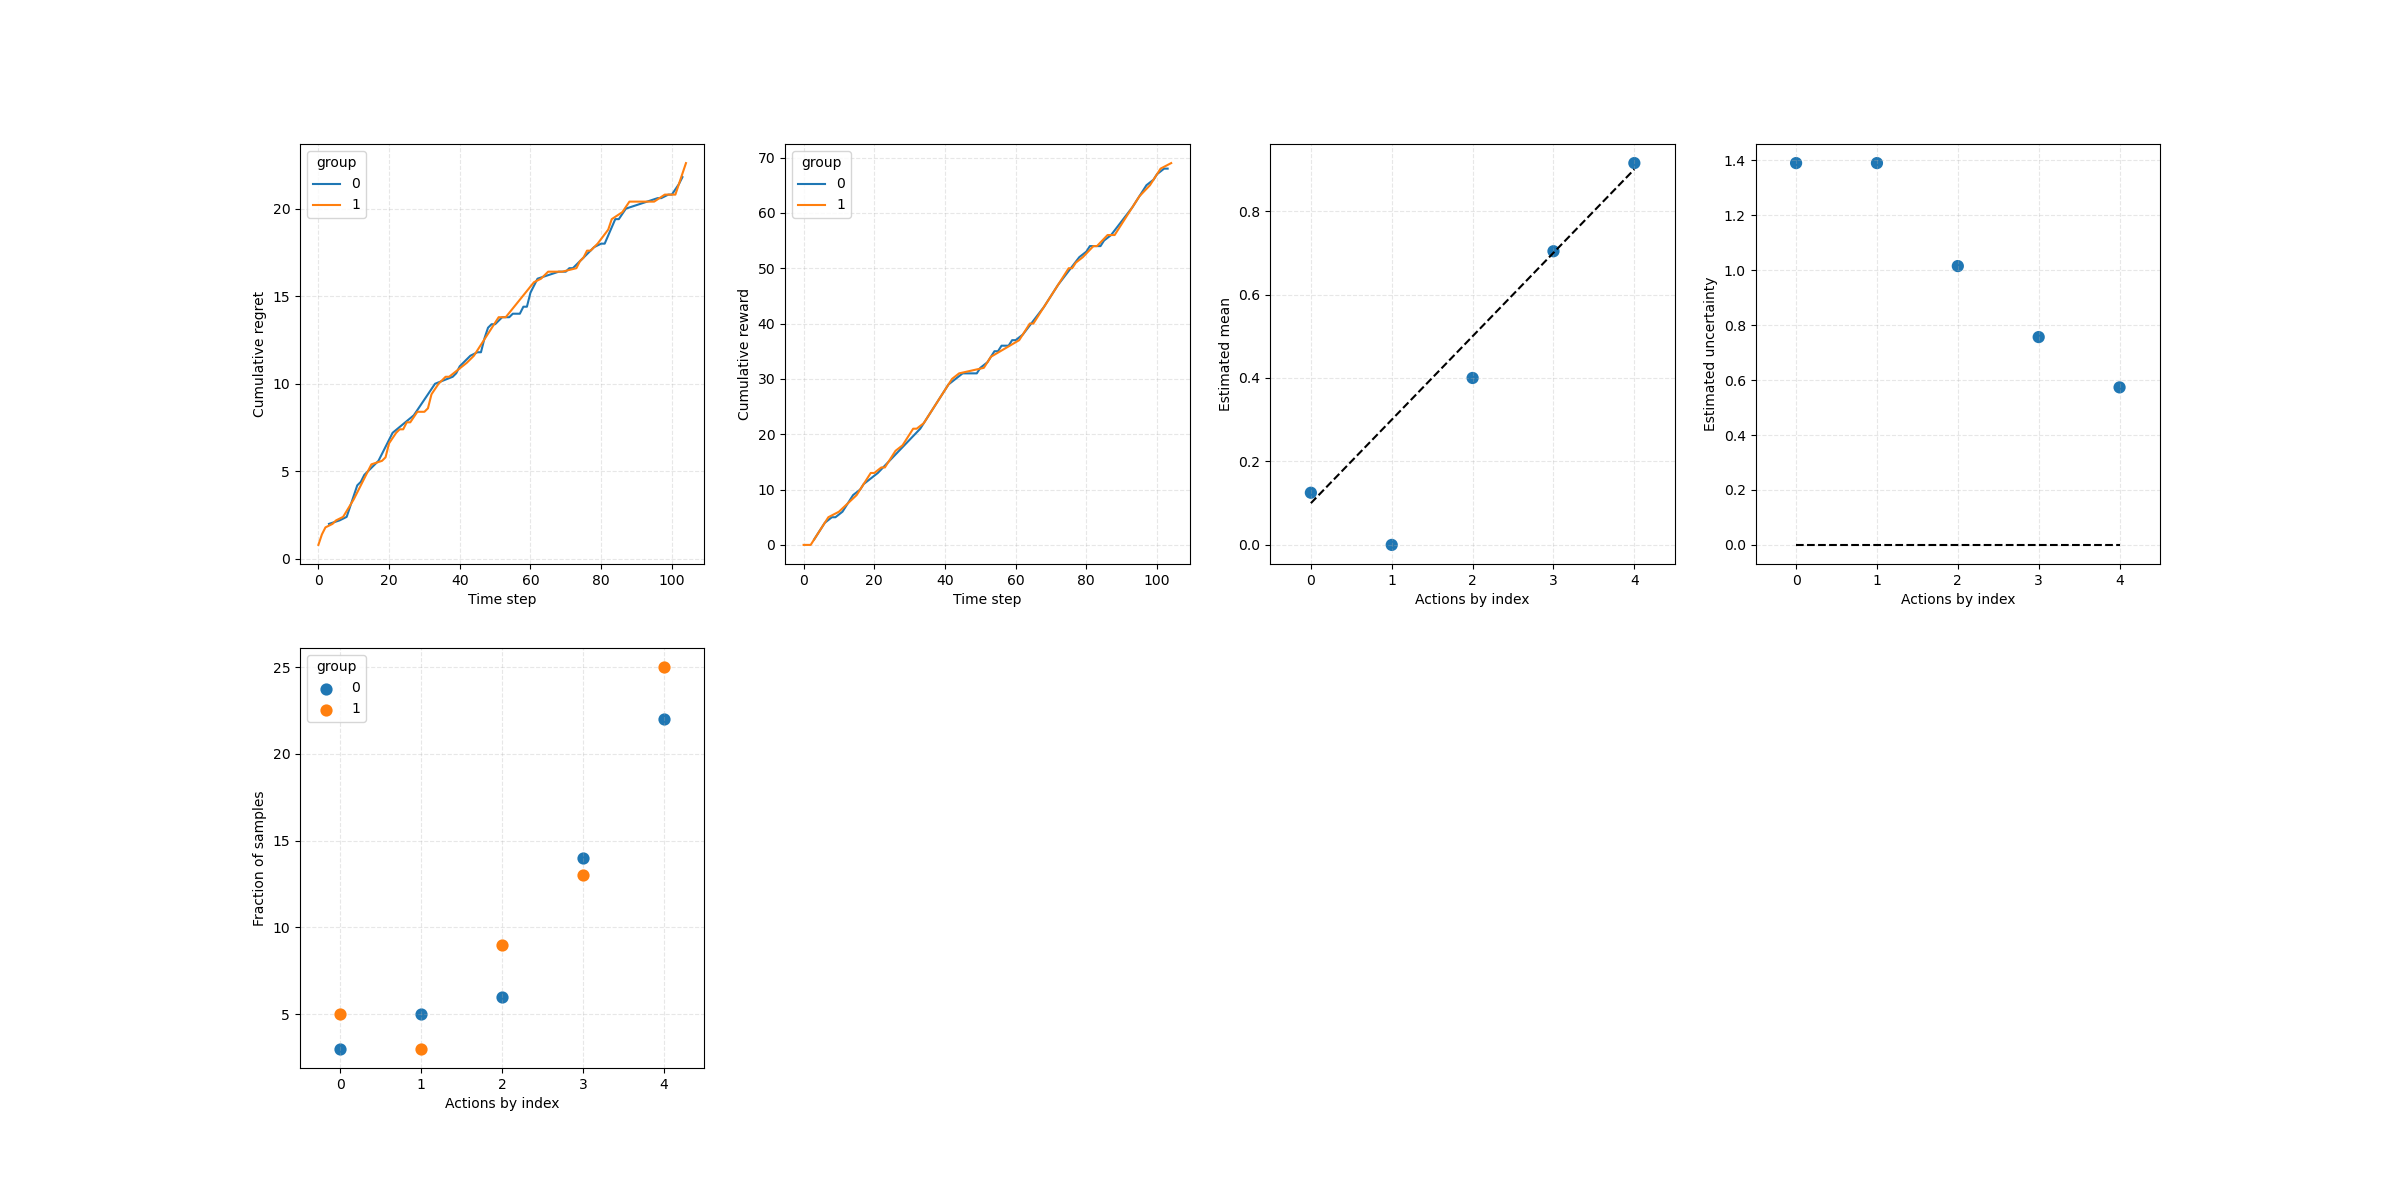 group
0
1
20
15
10
5
0
Cumulative regret
0 20 40 60 80 100
Time step
group
0
1
70
60
50
40
30
20
10
0
Cumulative reward
0 20 40 60 80 100
Time step
0.8
0.6
0.4
0.2
0.0
Estimated mean
0 1 2 3 4
Actions by index
1.4
1.2
1.0
0.8
0.6
0.4
0.2
0.0
Estimated uncertainty
0 1 2 3 4
Actions by index
group
0
1
25
20
15
10
5
Fraction of samples
0 1 2 3 4
Actions by index